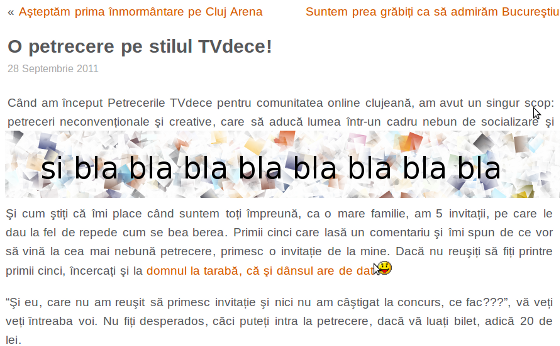 « Așteptăm prima înmormântare pe Cluj Arena Suntem prea grăbiți ca să admirăm Bucureștiu
O petrecere pe stilul TVdece!
28 Septembrie 2011
Când am început Petrecerile TVdece pentru comunitatea online clujeană, am avut un singur scop:
petreceri neconvenționale și creative, care să aducă lumea într-un cadru nebun de socializare și
si bla bla bla bla bla bla bla bla
Și cum știți că îmi place când suntem toți împreună, ca o mare familie, am 5 invitații, pe care le
dau la fel de repede cum se bea berea. Primii cinci care lasă un comentariu și îmi spun de ce vor
să vină la cea mai nebună petrecere, primesc o invitație de la mine. Dacă nu reușiți să fiți printre
primii cinci, încercați și la domnul la tarabă, că și dânsul are de dat
“Și eu, care nu am reușit să primesc invitație și nici nu am câștigat la concurs, ce fac???”, vă veți
veți întreaba voi. Nu fiți desperados, căci puteți intra la petrecere, dacă vă luați bilet, adică 20 de
lei.